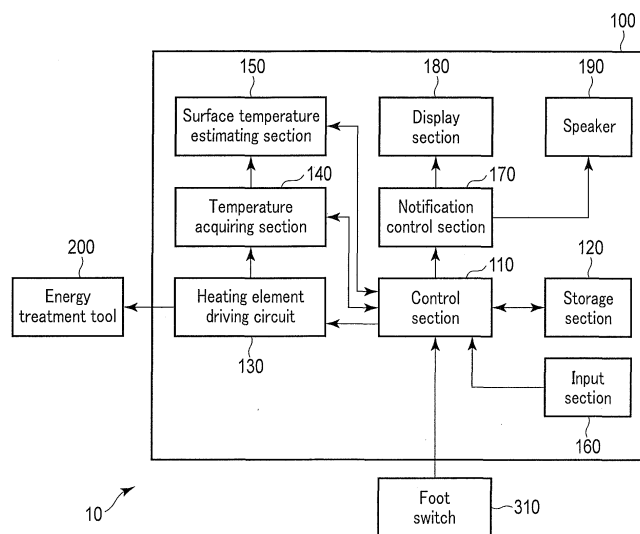 100
150
180
190
Surface temperature
estimating section
Display
section
Speaker
140
170
Temperature
acquiring section
Notification
control section
200
110
120
Energy
treatment tool
Heating element
driving circuit
Control
section
Storage
section
130
Input
section
160
10
Foot
switch
310